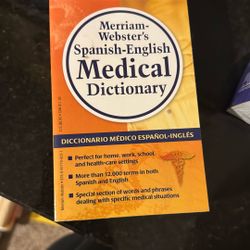 Merriam-
Webster's
Spanish-English
Medical
Dictionary
DICCIONARIO MÉDICO ESPAÑOL-INGLÉS
• Perfect for home, work, school,
and health-care settings
• More than 12,000 terms in both
Spanish and English
• Special section of words and phrases
dealing with specific medical situations